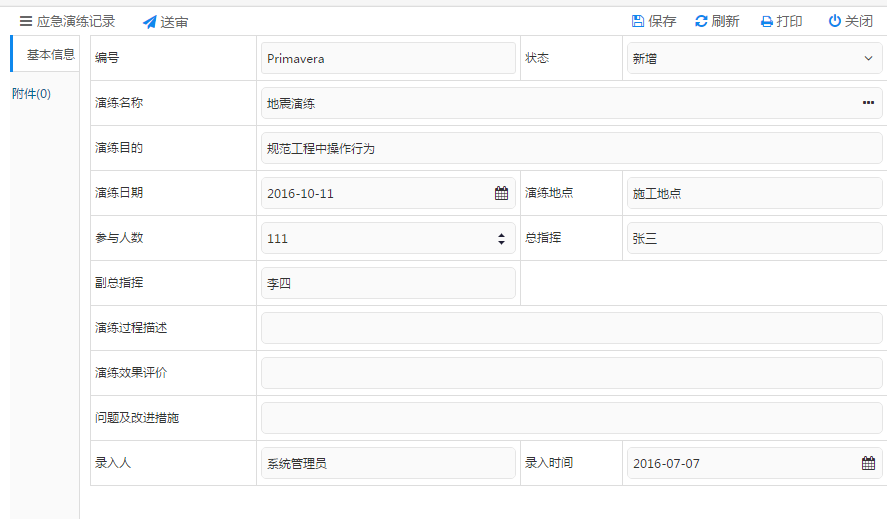 应急演练记录 送审 保存 刷新 打印 关闭
基本信息
附件(0)
编号 Primavera 状态 新增
演练名称 地震演练
演练目的 规范工程中操作行为
演练日期 2016-10-11 演练地点 施工地点
参与人数 111 总指挥 张三
副总指挥 李四
演练过程描述
演练效果评价
问题及改进措施
录入人 系统管理员 录入时间 2016-07-07